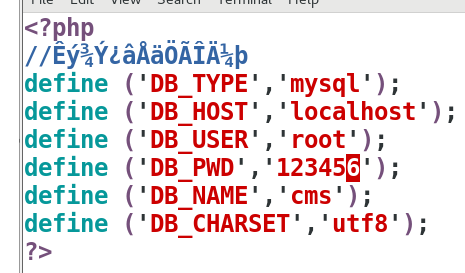 File Edit View Search Terminal Help
<?php
//Êý¾Ý¿âÅäÖÃÎÄ¼þ
define ('DB_TYPE','mysql');
define ('DB_HOST','localhost');
define ('DB_USER','root');
define ('DB_PWD','123456');
define ('DB_NAME','cms');
define ('DB_CHARSET','utf8');
?>